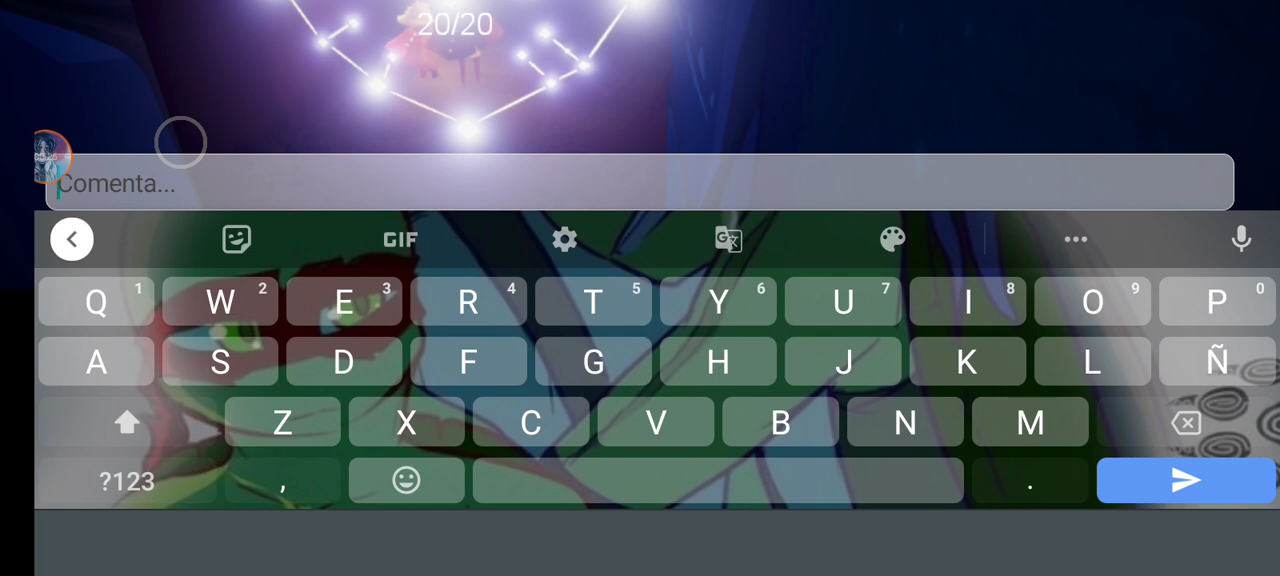 20/20
Comenta...
GIF
Q 1 W 2 E 3 R 4 T 5 Y 6 U 7 I 8 O 9 P 0
A S D F G H J K L Ñ
Z X C V B N M
?123 , .